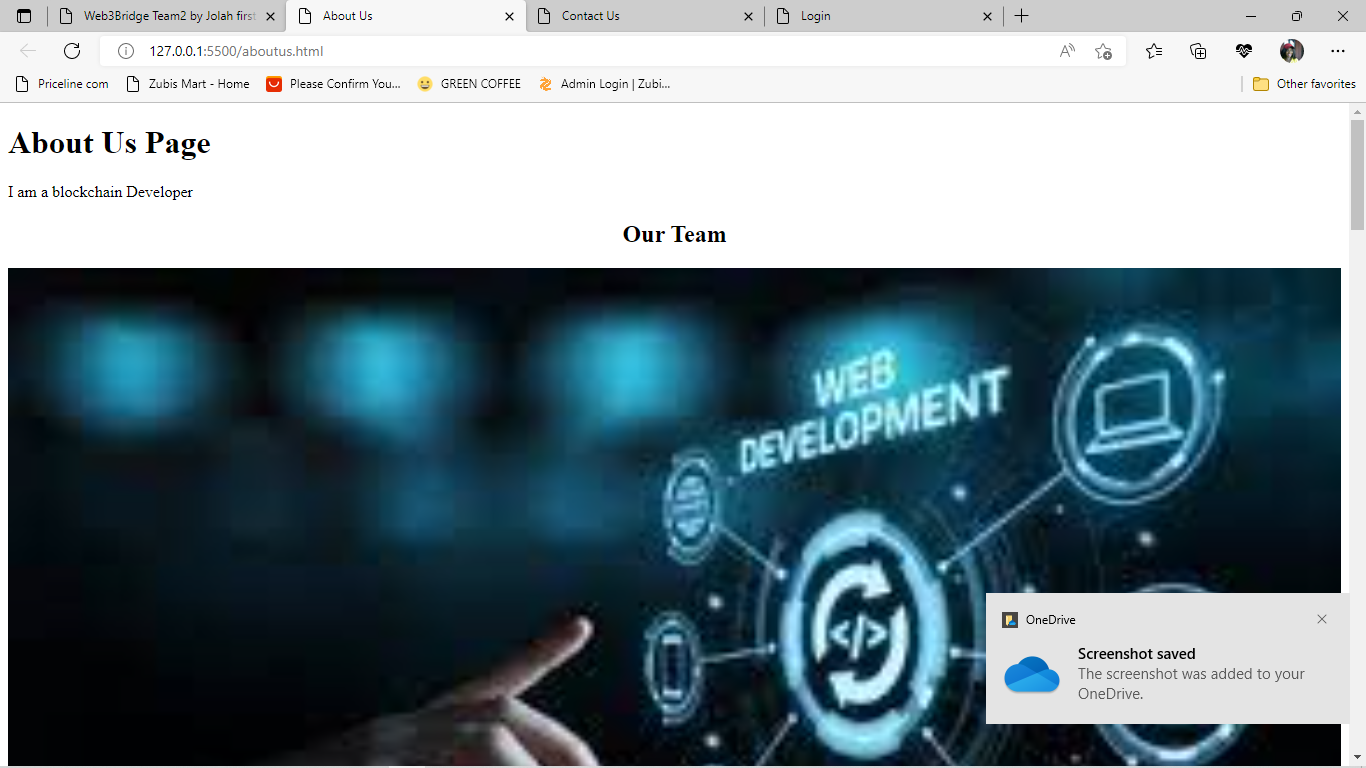 Web3Bridge Team2 by Jolah first
About Us
Contact Us
Login
127.0.0.1:5500/aboutus.html
Priceline com
Zubis Mart - Home
Please Confirm You...
GREEN COFFEE
Admin Login | Zubi...
Other favorites
About Us Page
I am a blockchain Developer
Our Team
WEB
DEVELOPMENT
</>
OneDrive
Screenshot saved
The screenshot was added to your
OneDrive.